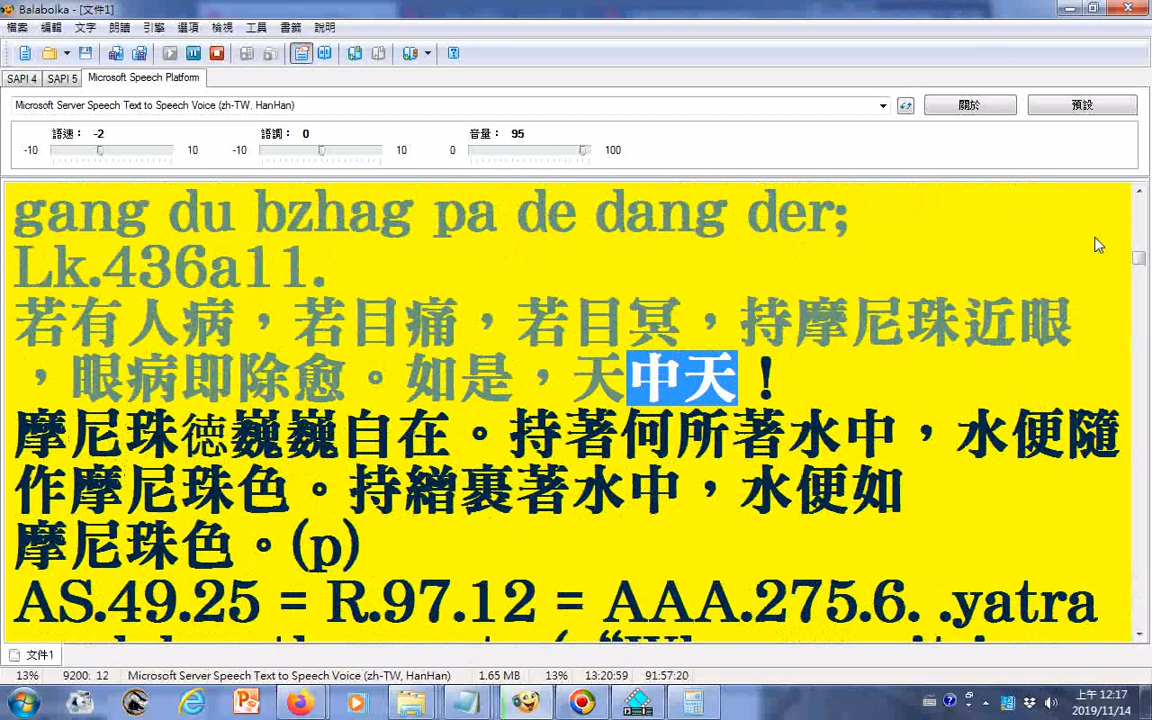 Balabolka - [文件1]
檔案 編輯 文字 朗讀 引擎 選項 檢視 工具 書籤 說明
SAPI 4 SAPI 5 Microsoft Speech Platform
Microsoft Server Speech Text to Speech Voice (zh-TW, HanHan) 關於 預設
語速： -2 語調： 0 音量： 95
-10 10 -10 10 0 100
gang du bzhag pa de dang der;
Lk.436a11.
若有人病，若目痛，若目冥，持摩尼珠近眼
，眼病即除愈。如是，天中天！
摩尼珠德巍巍自在。持著何所著水中，水便隨
作摩尼珠色。持繒裹著水中，水便如
摩尼珠色。(p)
AS.49.25 = R.97.12 = AAA.275.6. .yatra
文件1
13% 9200: 12 Microsoft Server Speech Text to Speech Voice (zh-TW, HanHan) 1.65 MB 13% 13:20:59 91:57:20
上午 12:17
2019/11/14